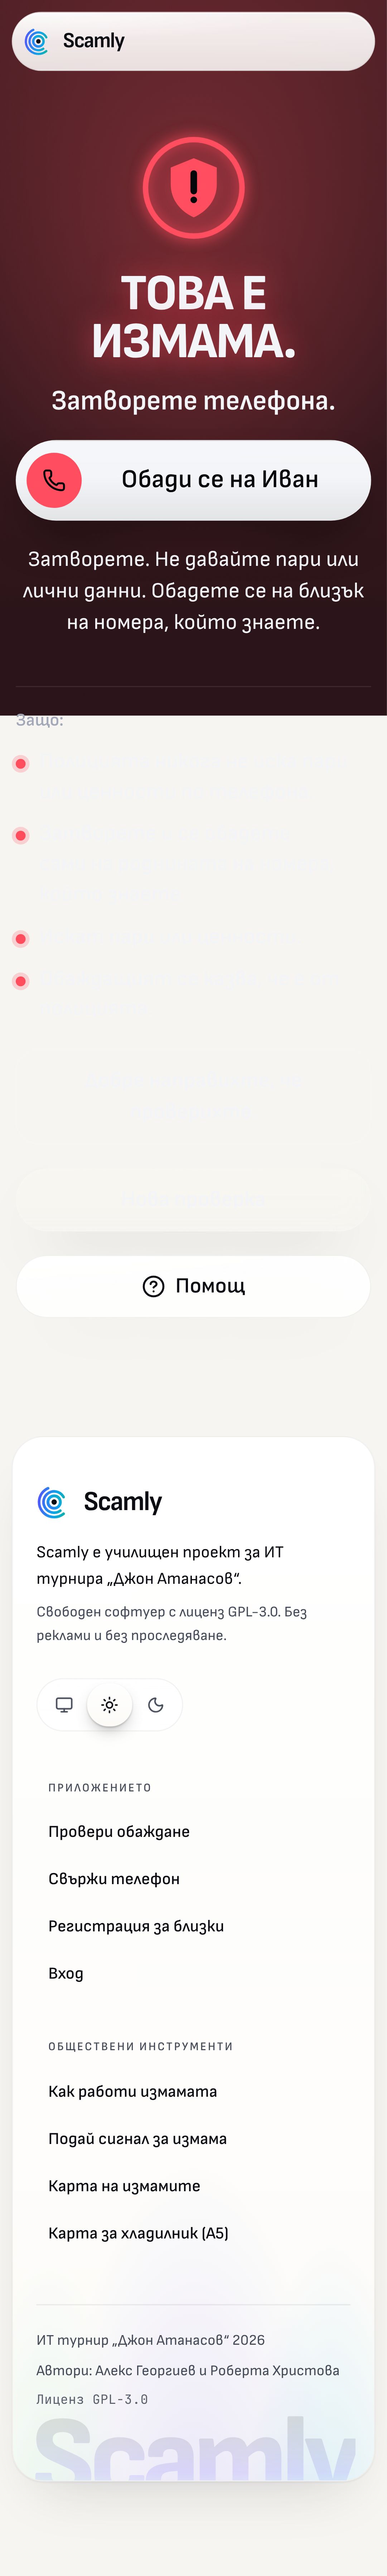 Scamly
ТОВА Е
ИЗМАМА.
Затворете телефона.
Обади се на Иван
Затворете. Не давайте пари или
лични данни. Обадете се на близък
на номера, който знаете.
Защо:
Помощ
Scamly
Scamly е училищен проект за ИТ
турнира „Джон Атанасов“.
Свободен софтуер с лиценз GPL-3.0. Без
реклами и без проследяване.
ПРИЛОЖЕНИЕТО
Провери обаждане
Свържи телефон
Регистрация за близки
Вход
ОБЩЕСТВЕНИ ИНСТРУМЕНТИ
Как работи измамата
Подай сигнал за измама
Карта на измамите
Карта за хладилник (A5)
ИТ турнир „Джон Атанасов“ 2026
Автори: Алекс Георгиев и Роберта Христова
Лиценз GPL-3.0
Scamly